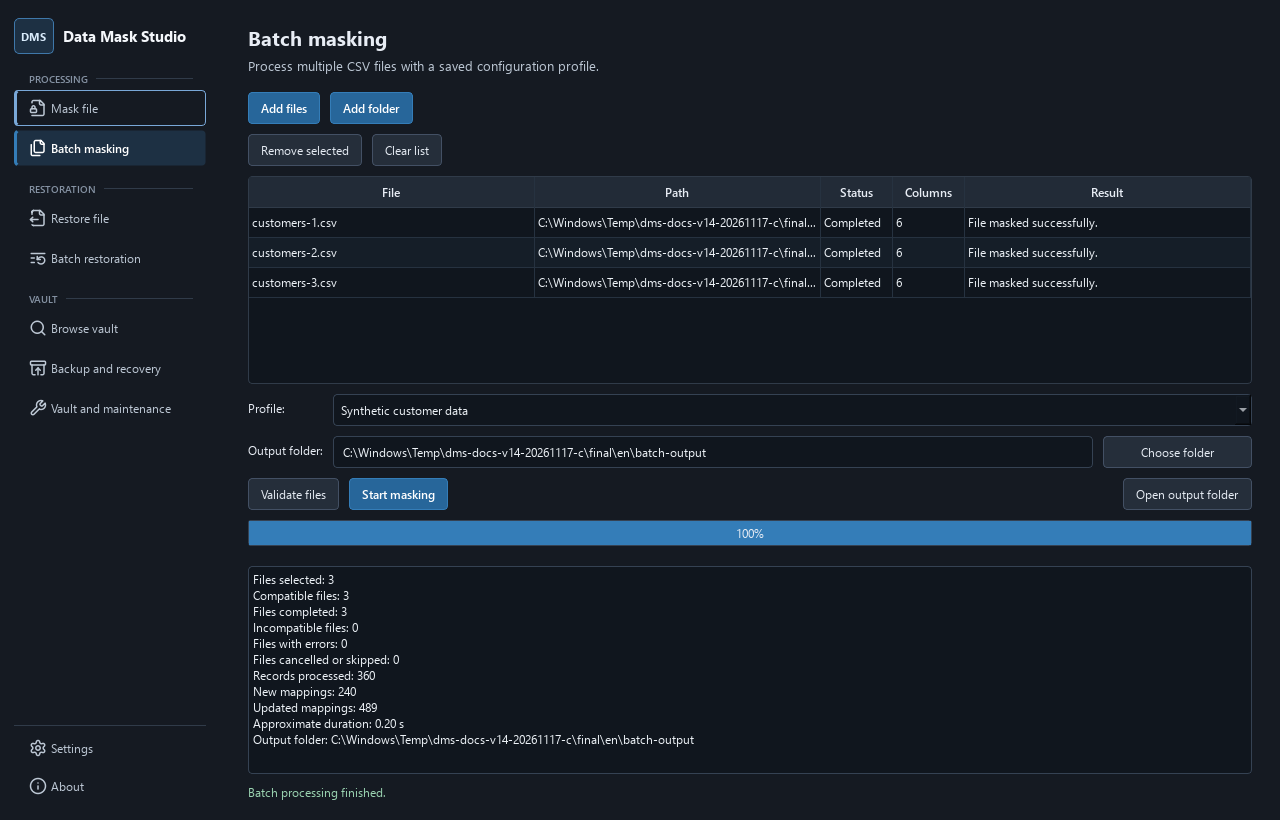 DMS Data Mask Studio
PROCESSING
Mask file
Batch masking
RESTORATION
Restore file
Batch restoration
VAULT
Browse vault
Backup and recovery
Vault and maintenance
Settings
About
Batch masking
Process multiple CSV files with a saved configuration profile.
Add files Add folder
Remove selected Clear list
File Path Status Columns Result
customers-1.csv C:\Windows\Temp\dms-docs-v14-20261117-c\final... Completed 6 File masked successfully.
customers-2.csv C:\Windows\Temp\dms-docs-v14-20261117-c\final... Completed 6 File masked successfully.
customers-3.csv C:\Windows\Temp\dms-docs-v14-20261117-c\final... Completed 6 File masked successfully.
Profile: Synthetic customer data
Output folder: C:\Windows\Temp\dms-docs-v14-20261117-c\final\en\batch-output Choose folder
Validate files Start masking Open output folder
100%
Files selected: 3
Compatible files: 3
Files completed: 3
Incompatible files: 0
Files with errors: 0
Files cancelled or skipped: 0
Records processed: 360
New mappings: 240
Updated mappings: 489
Approximate duration: 0.20 s
Output folder: C:\Windows\Temp\dms-docs-v14-20261117-c\final\en\batch-output
Batch processing finished.